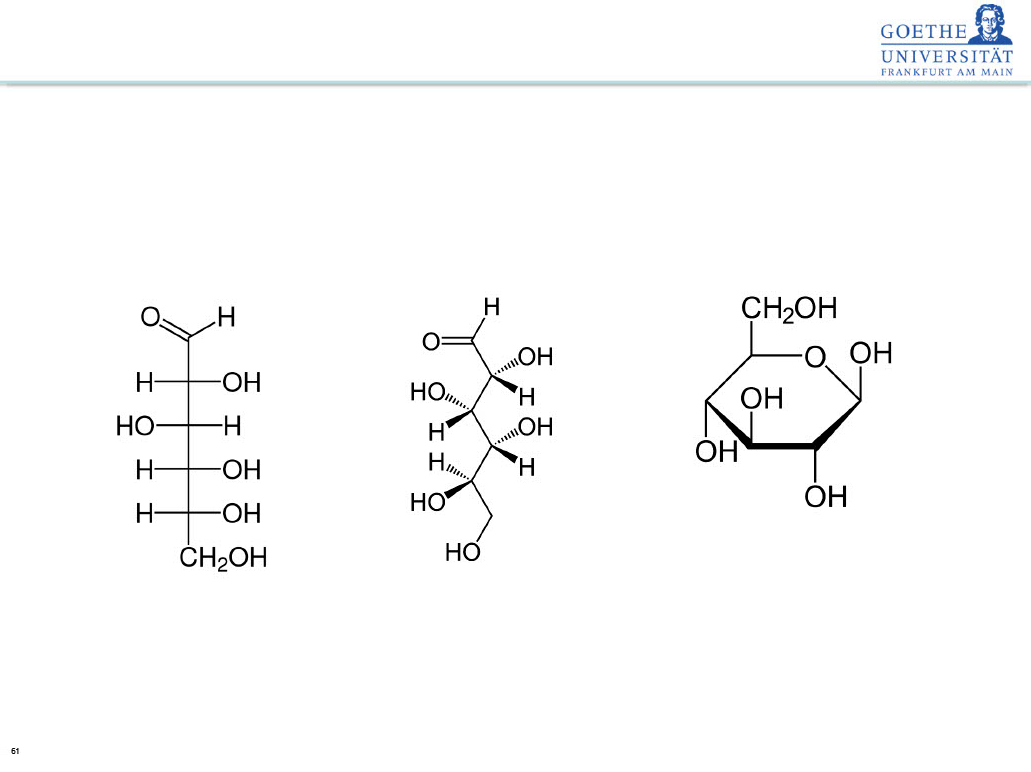 GOETHE
UNIVERSITÄT
FRANKFURT AM MAIN
O H
H OH
HO H
H OH
H OH
CH2OH
H
O
OH
HO H
OH
H
H H
HO
HO
CH2OH
O OH
OH
OH
OH
61